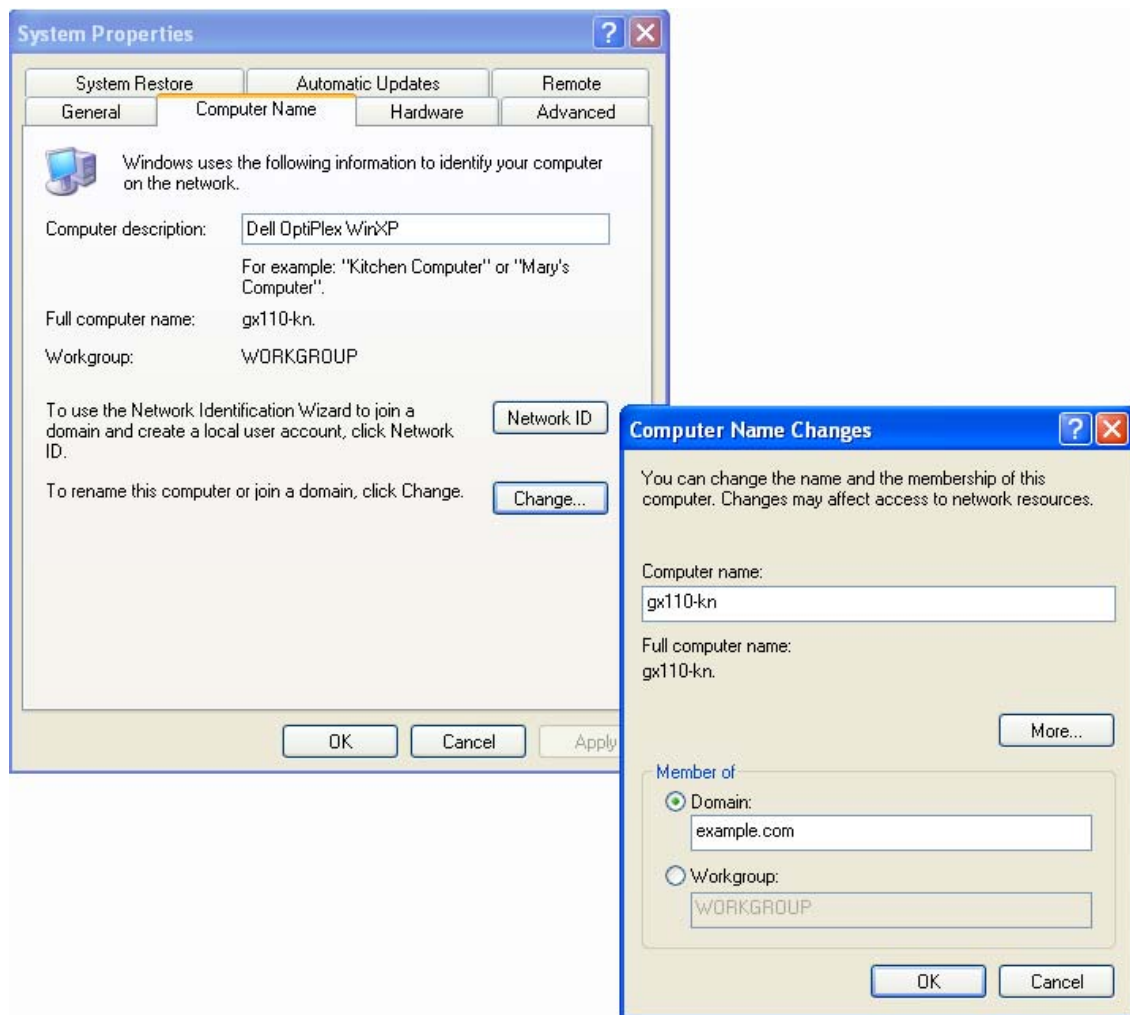 System Properties
System Restore
Automatic Updates
Remote
General
Computer Name
Hardware
Advanced
Windows uses the following information to identify your computer
on the network.
Computer description:
Dell OptiPlex WinXP
For example: "Kitchen Computer" or "Mary's
Computer".
Full computer name:
gx110-kn.
Workgroup:
WORKGROUP
To use the Network Identification Wizard to join a
domain and create a local user account, click Network
ID.
Network ID
To rename this computer or join a domain, click Change.
Change...
OK
Cancel
Apply
Computer Name Changes
You can change the name and the membership of this
computer. Changes may affect access to network resources.
Computer name:
gx110-kn
Full computer name:
gx110-kn.
More...
Member of
Domain:
example.com
Workgroup:
WORKGROUP
OK
Cancel